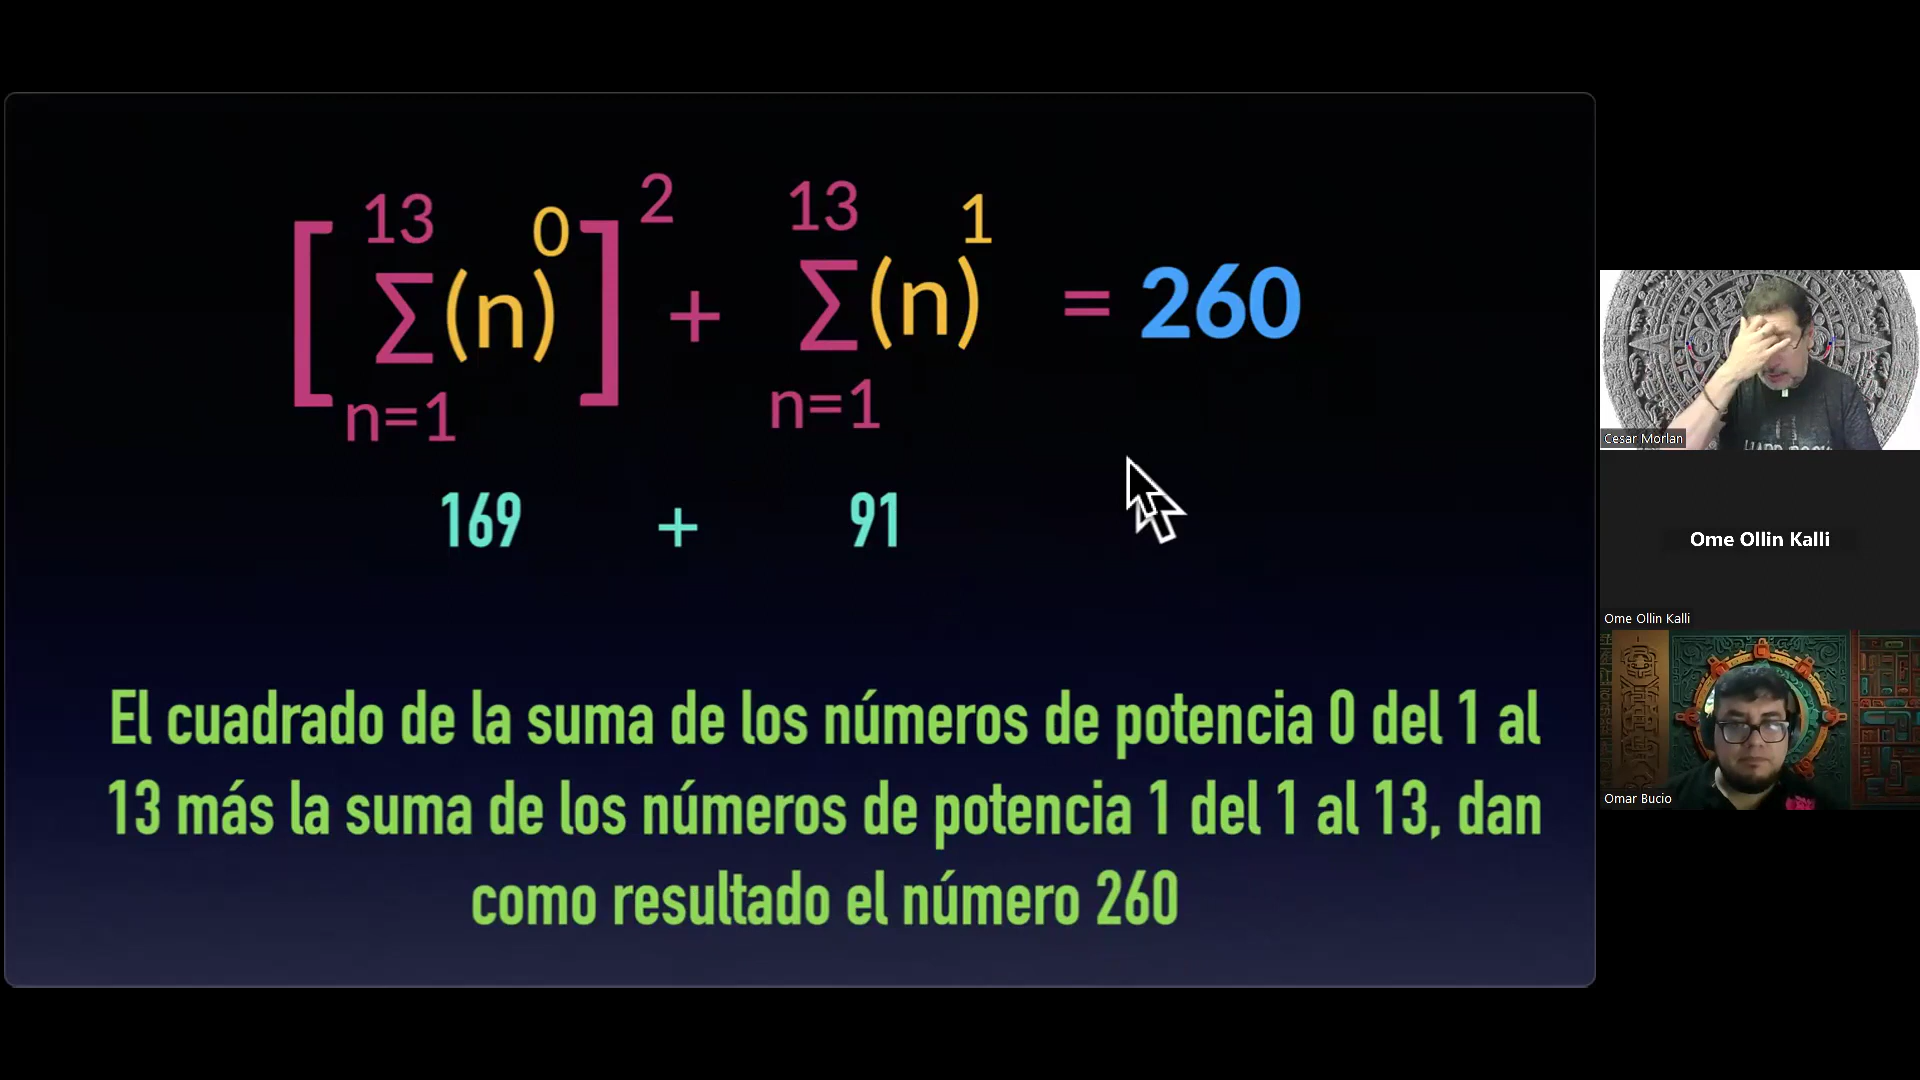 [ 13 Σ n=1 (n)^0 ]^2 + 13 Σ n=1 (n)^1 = 260
169 + 91
El cuadrado de la suma de los números de potencia 0 del 1 al
13 más la suma de los números de potencia 1 del 1 al 13, dan
como resultado el número 260
Cesar Morlan
Ome Ollin Kalli
Ome Ollin Kalli
Omar Bucio